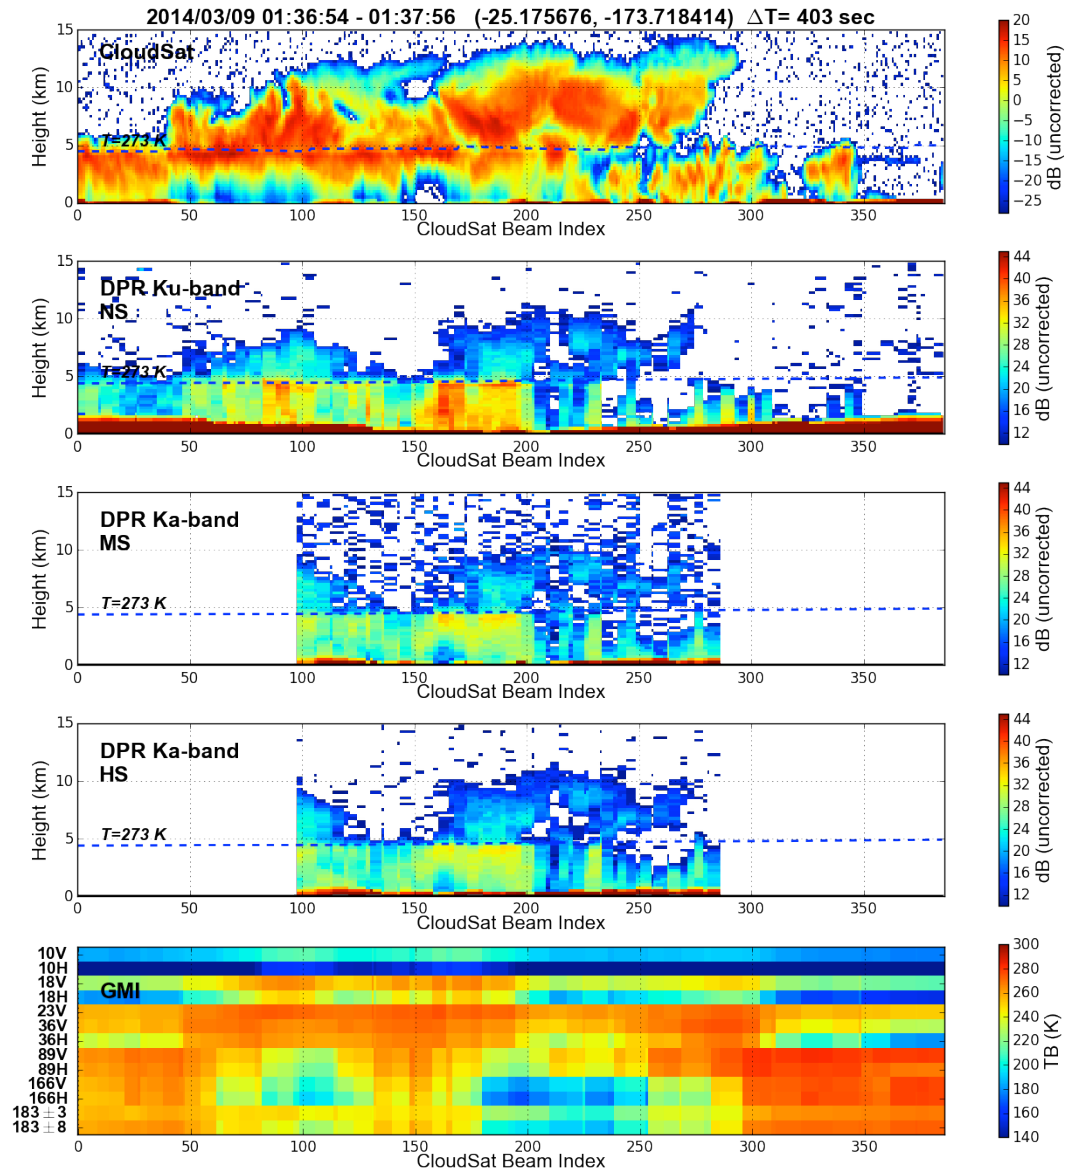 2014/03/09 01:36:54 - 01:37:56 (-25.175676, -173.718414) ΔT= 403 sec
CloudSat
T=273 K
Height (km)
15
10
5
0
0 50 100 150 200 250 300 350
CloudSat Beam Index
20
15
10
5
0
−5
−10
−15
−20
−25
dB (uncorrected)
DPR Ku-band
NS
T=273 K
Height (km)
15
10
5
0
0 50 100 150 200 250 300 350
CloudSat Beam Index
44
40
36
32
28
24
20
16
12
dB (uncorrected)
DPR Ka-band
MS
T=273 K
Height (km)
15
10
5
0
0 50 100 150 200 250 300 350
CloudSat Beam Index
44
40
36
32
28
24
20
16
12
dB (uncorrected)
DPR Ka-band
HS
T=273 K
Height (km)
15
10
5
0
0 50 100 150 200 250 300 350
CloudSat Beam Index
44
40
36
32
28
24
20
16
12
dB (uncorrected)
GMI
10V
10H
18V
18H
23V
36V
36H
89V
89H
166V
166H
183 ± 3
183 ± 8
0 50 100 150 200 250 300 350
CloudSat Beam Index
300
280
260
240
220
200
180
160
140
TB (K)